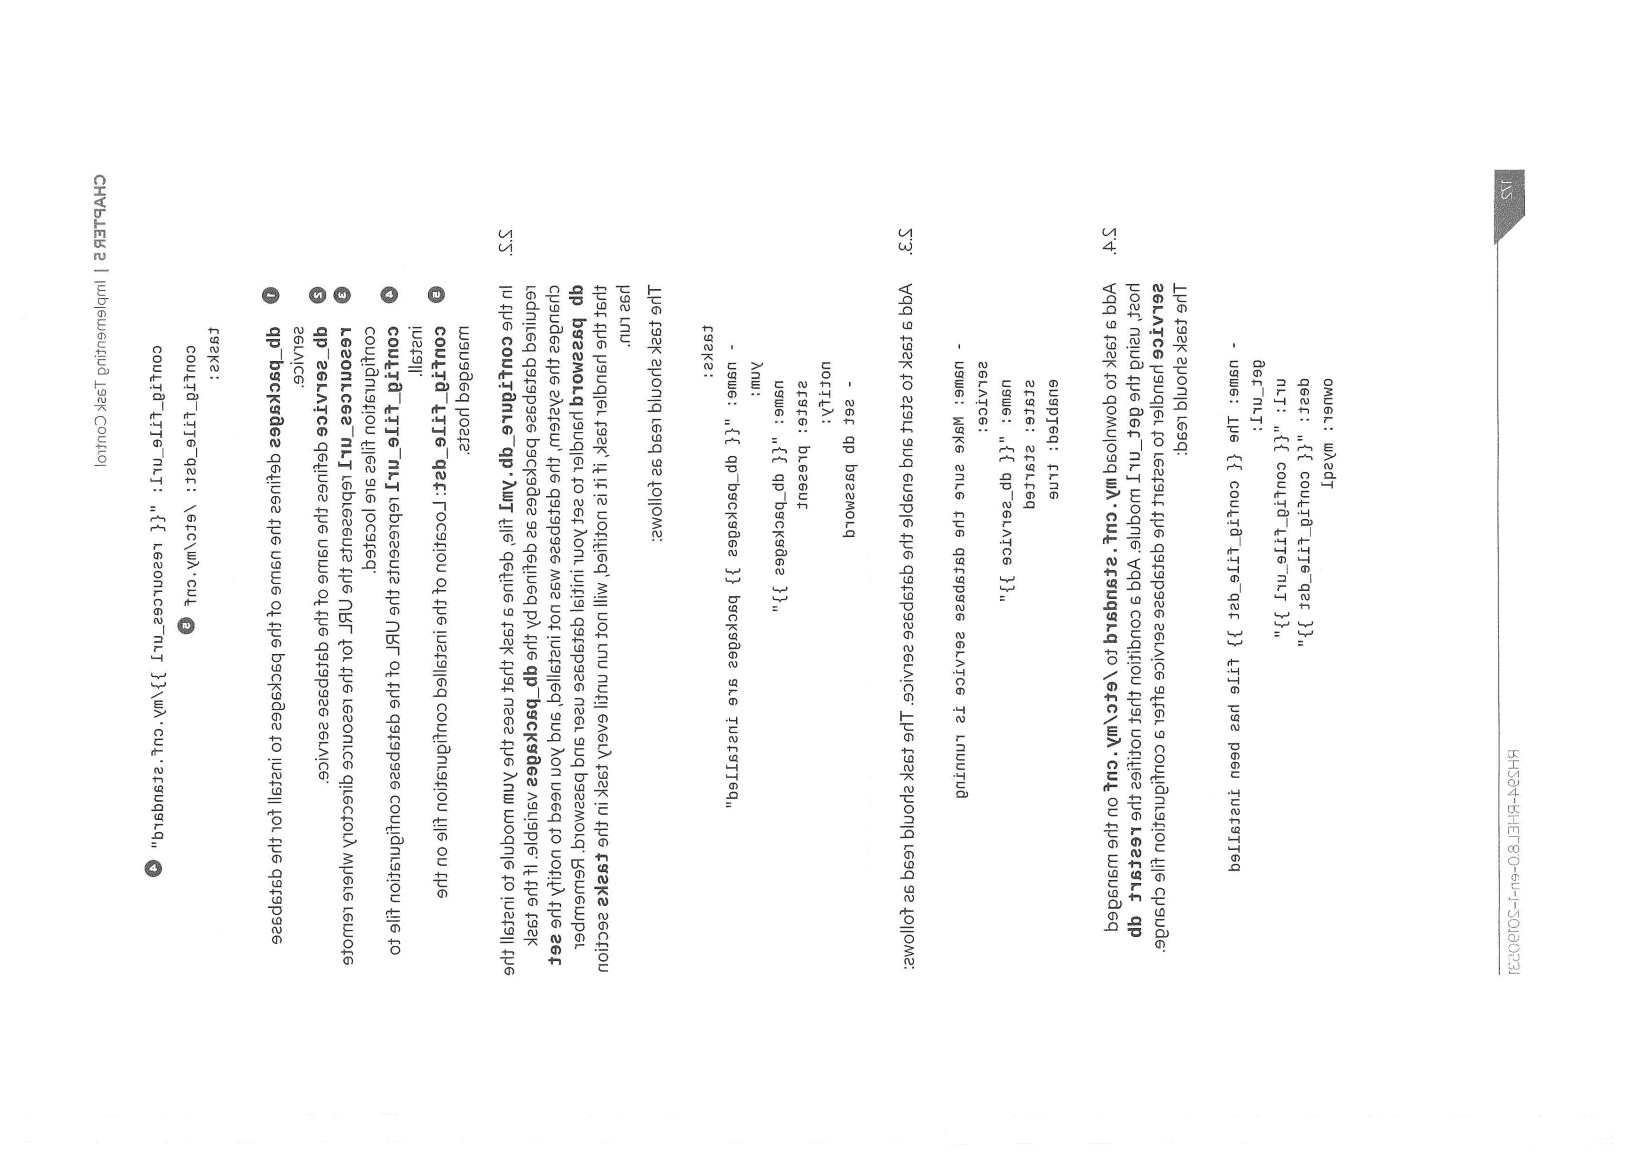 CHAPTER 5 | Implementing Task Control
config_file_url: "{{ resources_url }}/my.cnf.standard" 4
config_file_dst: /etc/my.cnf 5
tasks:
1 db_packages defines the name of the packages to install for the database
service.
2 db_service defines the name of the database service.
3 resources_url represents the URL for the resource directory where remote
configuration files are located.
4 config_file_url represents the URL of the database configuration file to
install.
5 config_file_dst: Location of the installed configuration file on the
managed hosts.
2.2. In the configure_db.yml file, define a task that uses the yum module to install the
required database packages as defined by the db_packages variable. If the task
changes the system, the database was not installed, and you need to notify the set
db password handler to set your initial database user and password. Remember
that the handler task, if it is notified, will not run until every task in the tasks section
has run.
The task should read as follows:
tasks:
- name: "{{ db_packages }} packages are installed"
yum:
name: "{{ db_packages }}"
state: present
notify:
- set db password
2.3. Add a task to start and enable the database service. The task should read as follows:
- name: Make sure the database service is running
service:
name: "{{ db_service }}"
state: started
enabled: true
2.4. Add a task to download my.cnf.standard to /etc/my.cnf on the managed
host, using the get_url module. Add a condition that notifies the restart db
service handler to restart the database service after a configuration file change.
The task should read:
- name: The {{ config_file_dst }} file has been installed
get_url:
url: "{{ config_file_url }}"
dest: "{{ config_file_dst }}"
owner: mysql
172
RH294-RHEL8.0-en-1-20190531